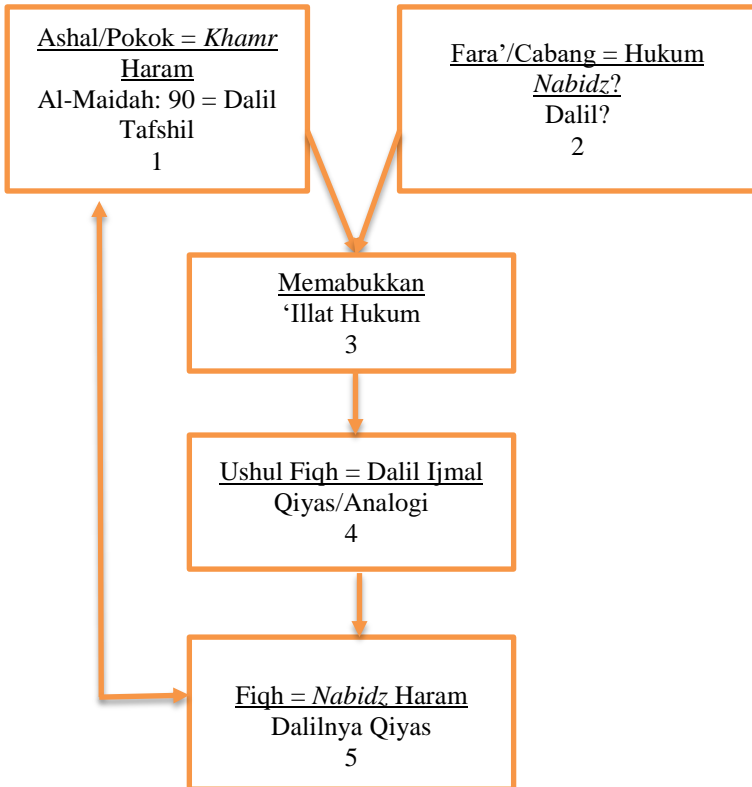 Ashal/Pokok = Khamr
Haram
Al-Maidah: 90 = Dalil
Tafshil
1
Fara’/Cabang = Hukum
Nabidz?
Dalil?
2
Memabukkan
‘Illat Hukum
3
Ushul Fiqh = Dalil Ijmal
Qiyas/Analogi
4
Fiqh = Nabidz Haram
Dalilnya Qiyas
5